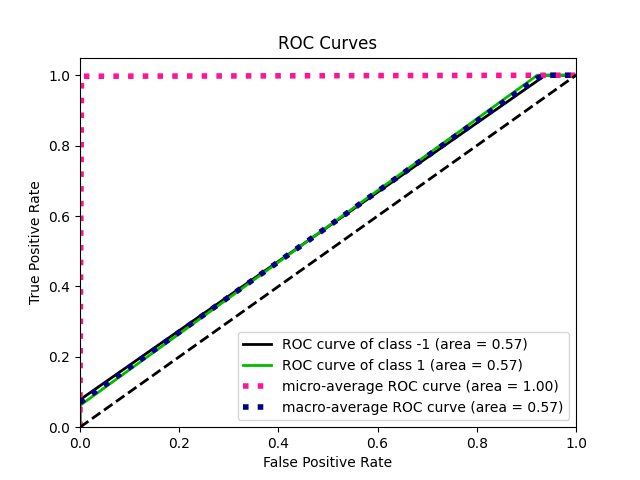 ROC Curves
True Positive Rate
1.0
0.8
0.6
0.4
0.2
0.0
ROC curve of class -1 (area = 0.57)
ROC curve of class 1 (area = 0.57)
micro-average ROC curve (area = 1.00)
macro-average ROC curve (area = 0.57)
0.0 0.2 0.4 0.6 0.8 1.0
False Positive Rate